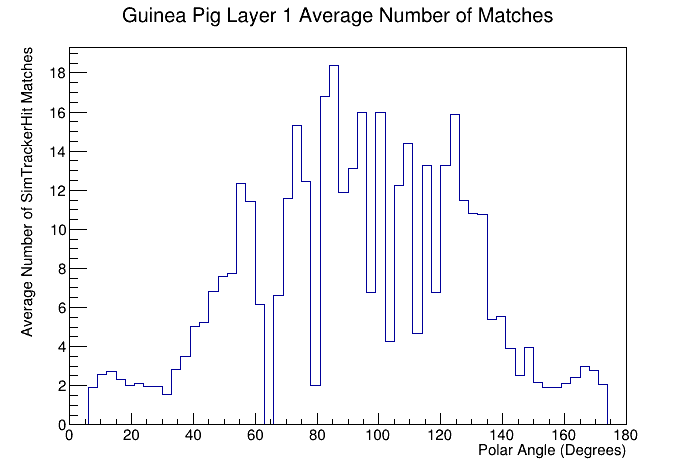 Guinea Pig Layer 1 Average Number of Matches
Average Number of SimTrackerHit Matches
18
16
14
12
10
8
6
4
2
0
0 20 40 60 80 100 120 140 160 180
Polar Angle (Degrees)